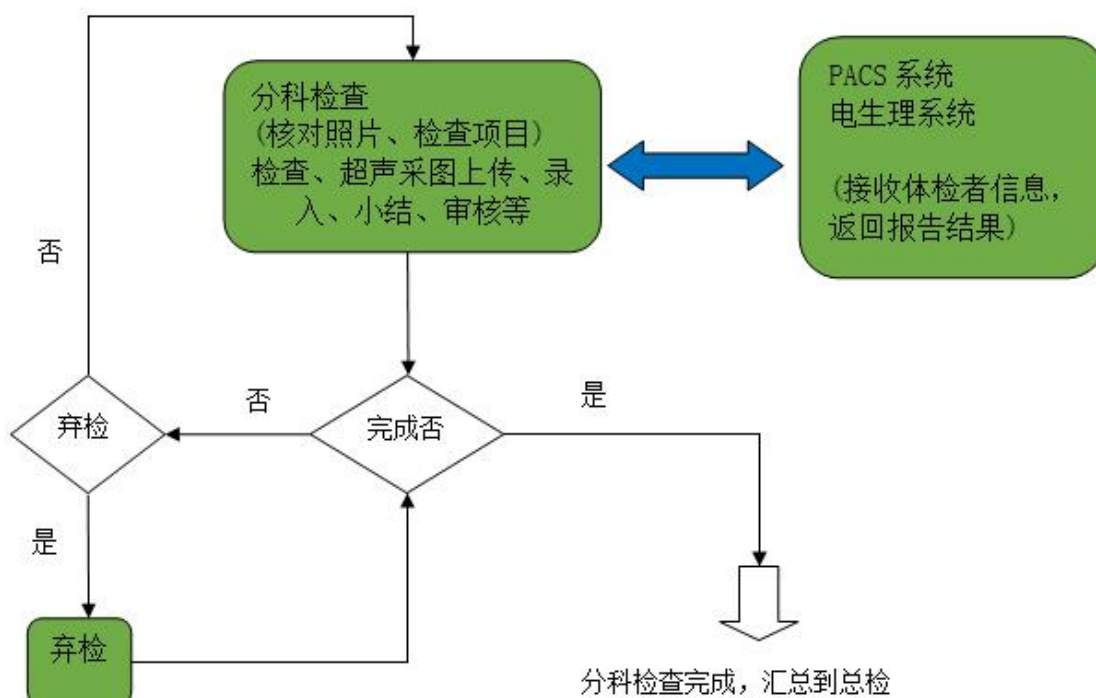 分科检查
(核对照片、检查项目)
检查、超声采图上传、录
入、小结、审核等
PACS 系统
电生理系统
(接收体检者信息,
返回报告结果)
否
弃检
否
完成否
是
是
弃检
分科检查完成，汇总到总检